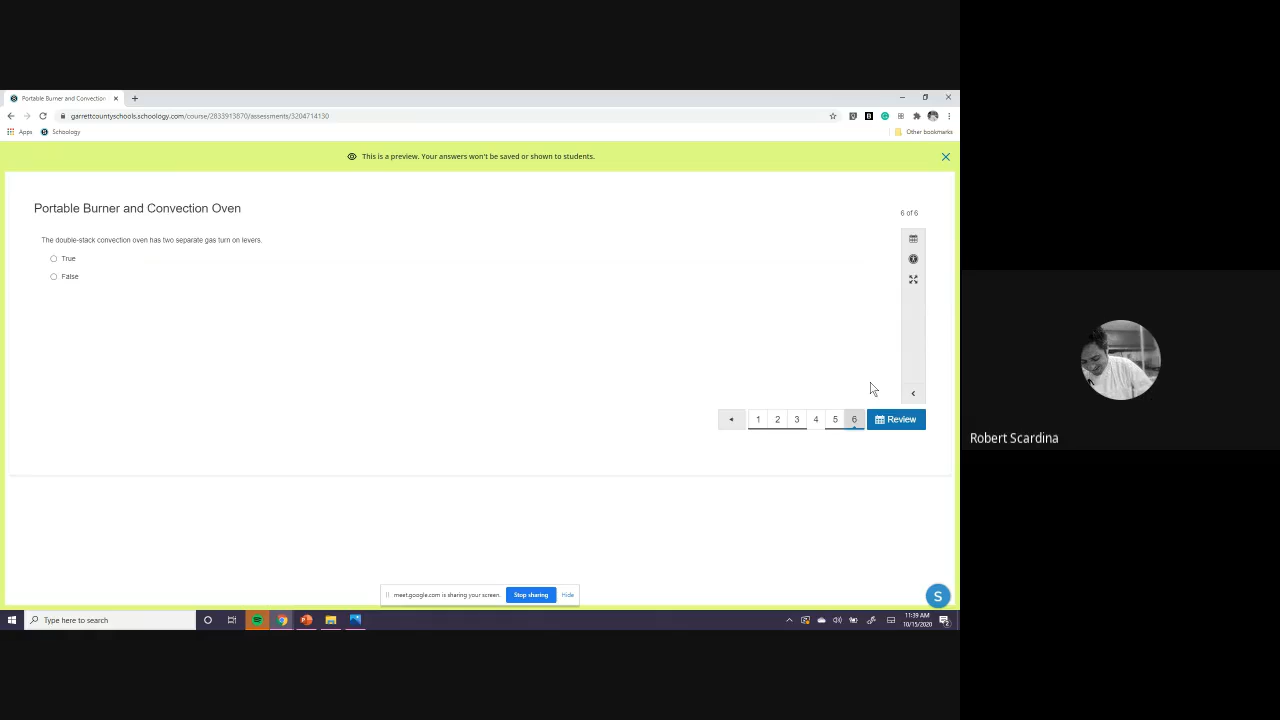 Portable Burner and Convection
garrettcountyschools.schoology.com/course/2833913870/assessments/3204714130
Apps
Schoology
Other bookmarks
This is a preview. Your answers won't be saved or shown to students.
Portable Burner and Convection Oven
6 of 6
The double-stack convection oven has two separate gas turn on levers.
True
False
1 2 3 4 5 6 Review
Robert Scardina
meet.google.com is sharing your screen. Stop sharing Hide
S
Type here to search
11:39 AM
10/15/2020